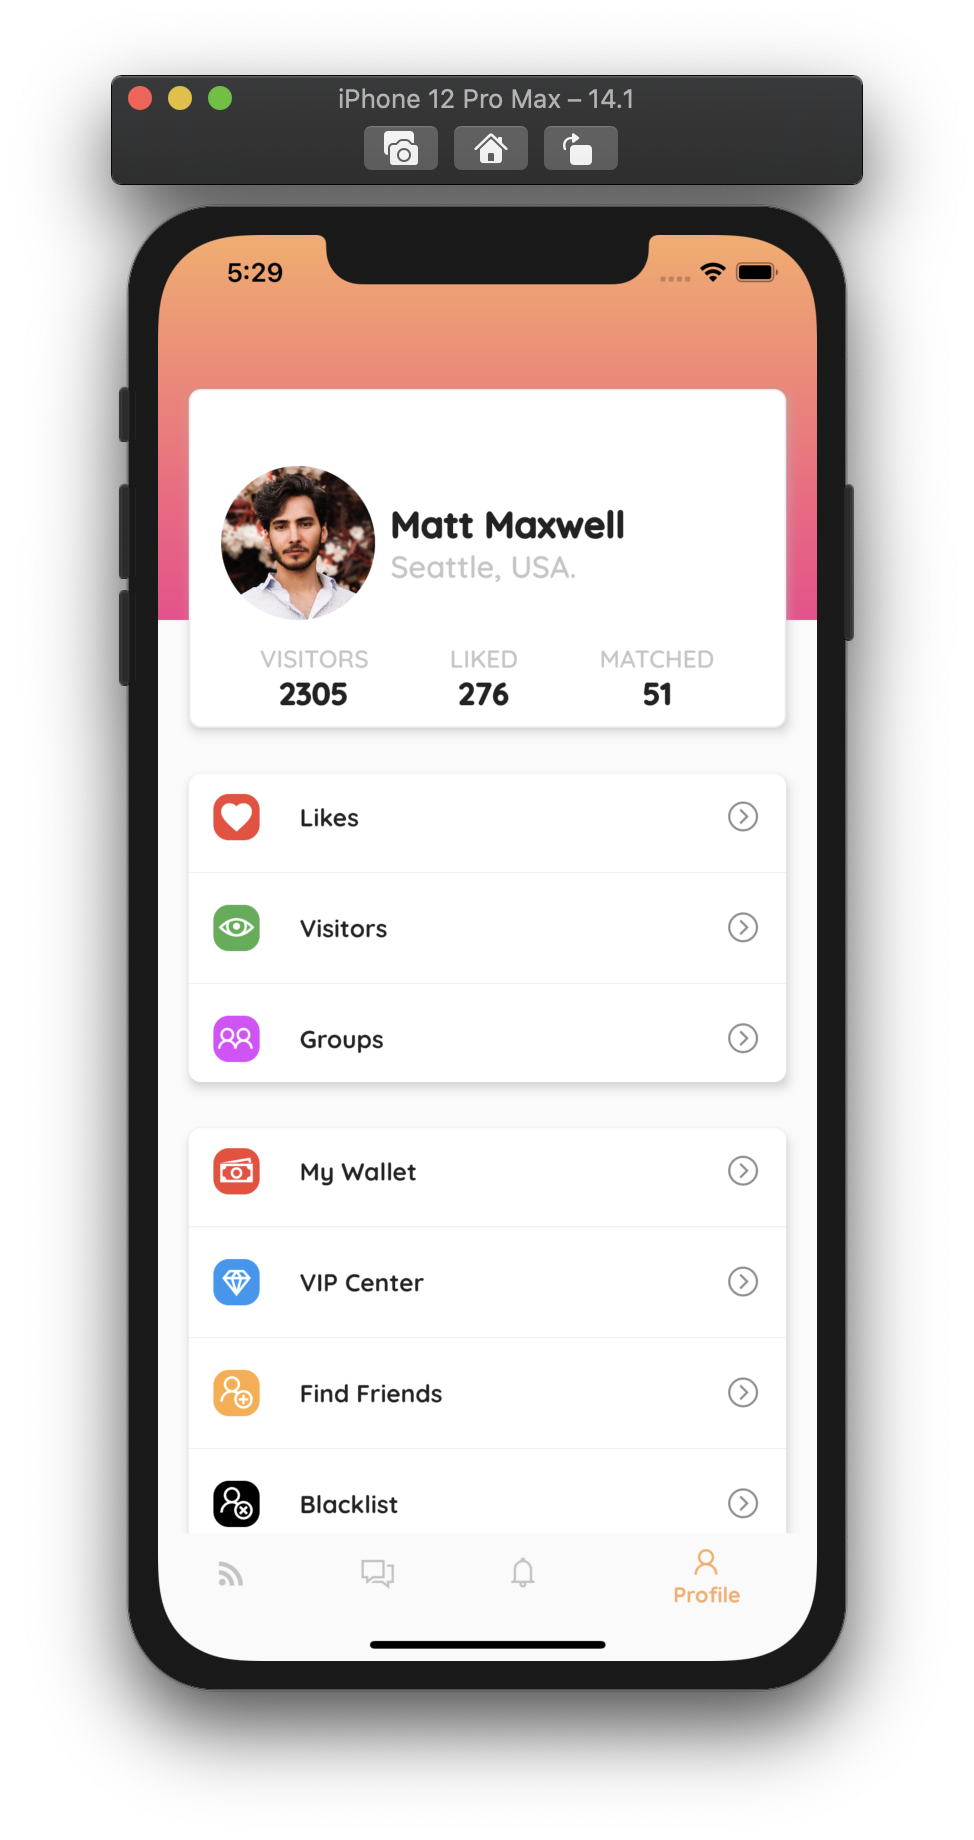 iPhone 12 Pro Max – 14.1
5:29
Matt Maxwell
Seattle, USA.
VISITORS LIKED MATCHED
2305 276 51
Likes
Visitors
Groups
My Wallet
VIP Center
Find Friends
Blacklist
Profile